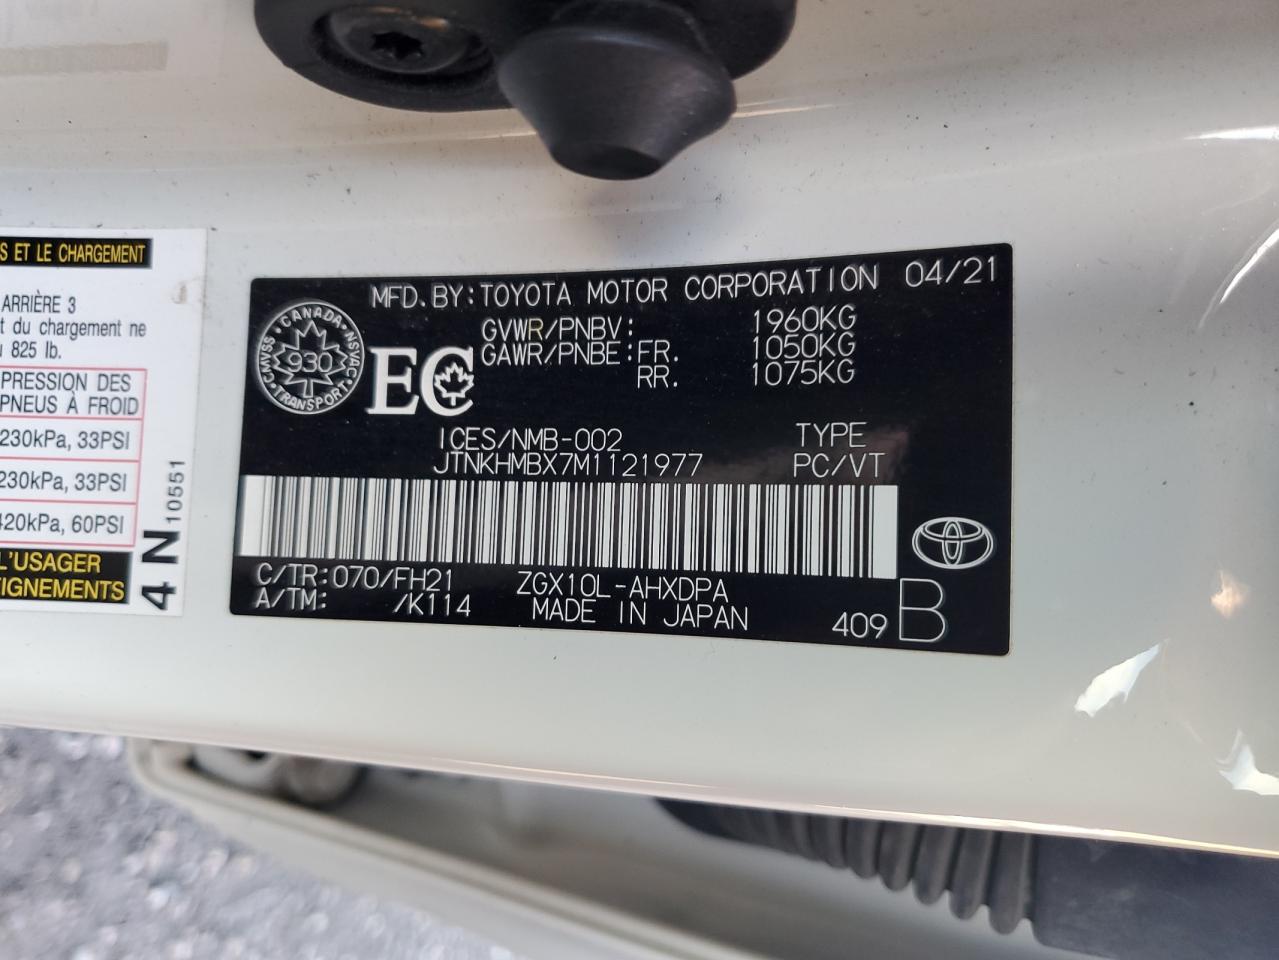 S ET LE CHARGEMENT
ARRIÈRE 3
t du chargement ne
825 lb.
PRESSION DES
PNEUS À FROID
230kPa, 33PSI
230kPa, 33PSI
420kPa, 60PSI
L'USAGER
4N 10551
MFD. BY: TOYOTA MOTOR CORPORATION 04/21
GVWR/PNBV: 1960KG
GAWR/PNBE: FR. 1050KG
RR. 1075KG
CANADA
NSVAC
TRANSPORT
CMVSS
930
EC
ICES/NMB-002 TYPE
JTNKHMBX7M1121977 PC/VT
C/TR: 070/FH21 ZGX10L-AHXDPA
A/TM: /K114 MADE IN JAPAN 409 B